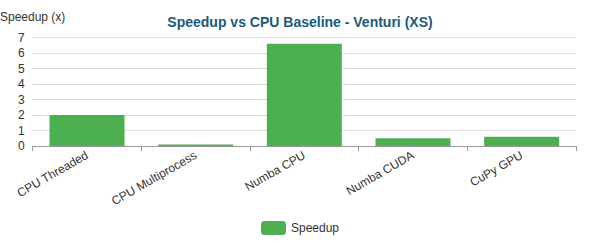 Speedup (x)
Speedup vs CPU Baseline - Venturi (XS)
7
6
5
4
3
2
1
0
CPU Threaded
CPU Multiprocess
Numba CPU
Numba CUDA
CuPy GPU
Speedup